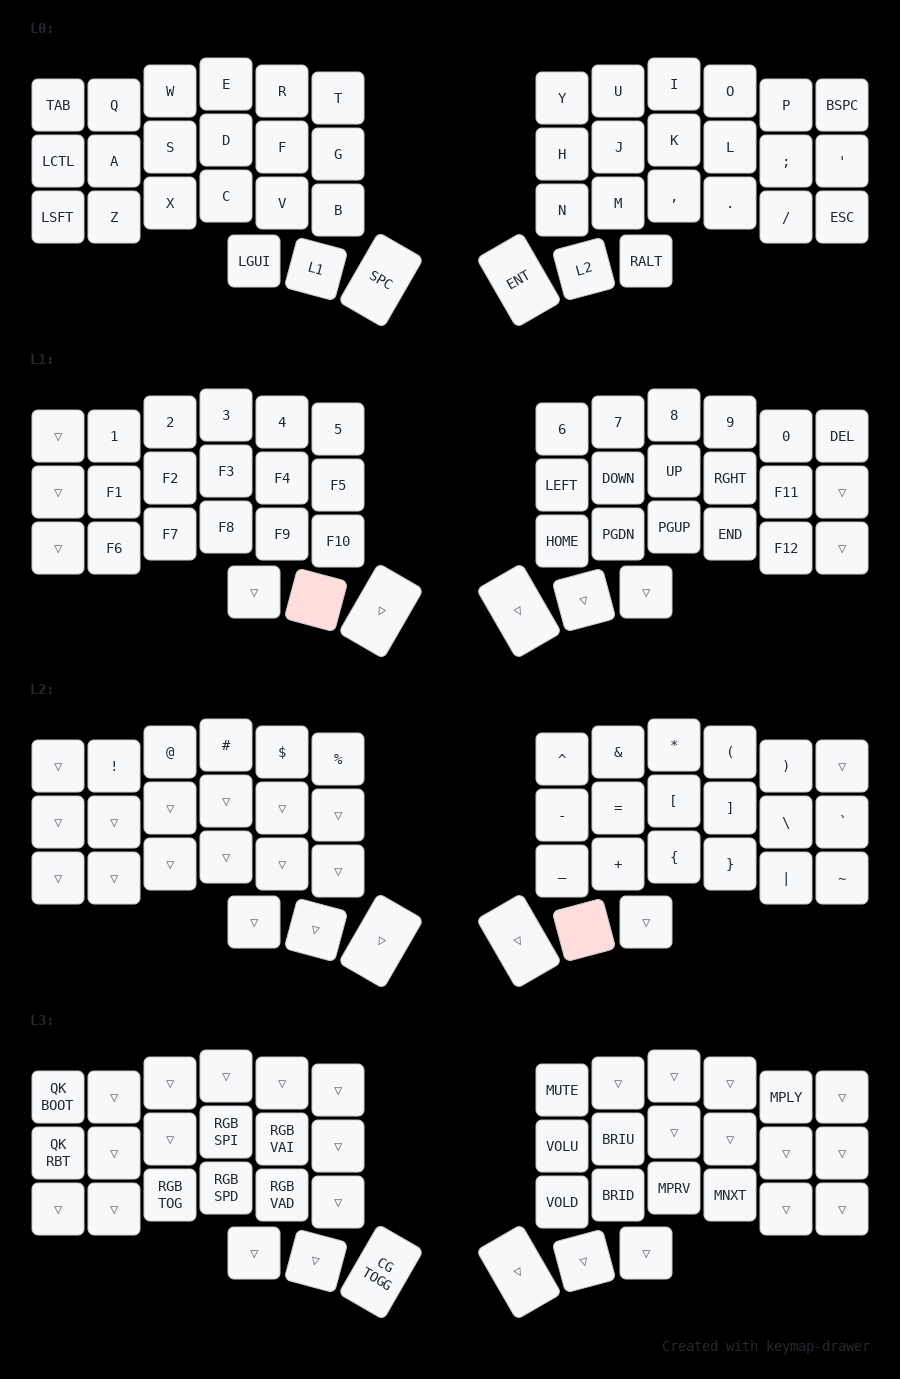 L0:
TAB Q W E R T Y U I O P BSPC
LCTL A S D F G H J K L ; '
LSFT Z X C V B N M , . / ESC
LGUI L1 SPC ENT L2 RALT
L1:
▽ 1 2 3 4 5 6 7 8 9 0 DEL
▽ F1 F2 F3 F4 F5 LEFT DOWN UP RGHT F11 ▽
▽ F6 F7 F8 F9 F10 HOME PGDN PGUP END F12 ▽
▽ ▽ ▽ ▽ ▽
L2:
▽ ! @ # $ % ^ & * ( ) ▽
▽ ▽ ▽ ▽ ▽ ▽ - = [ ] \ `
▽ ▽ ▽ ▽ ▽ ▽ _ + { } | ~
▽ ▽ ▽ ▽ ▽
L3:
QK BOOT ▽ ▽ ▽ ▽ ▽ MUTE ▽ ▽ ▽ MPLY ▽
QK RBT ▽ ▽ RGB SPI RGB VAI ▽ VOLU BRIU ▽ ▽ ▽ ▽
▽ ▽ RGB TOG RGB SPD RGB VAD ▽ VOLD BRID MPRV MNXT ▽ ▽
▽ ▽ CG TOGG ▽ ▽ ▽
Created with keymap-drawer